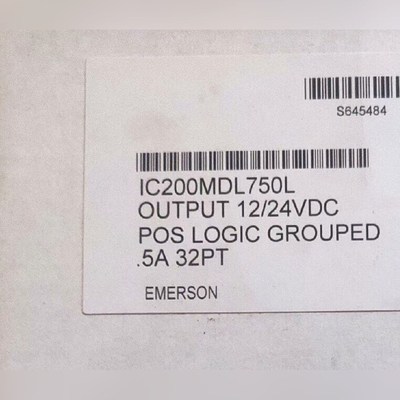 S645484
IC200MDL750L
OUTPUT 12/24VDC
POS LOGIC GROUPED
.5A 32PT
EMERSON